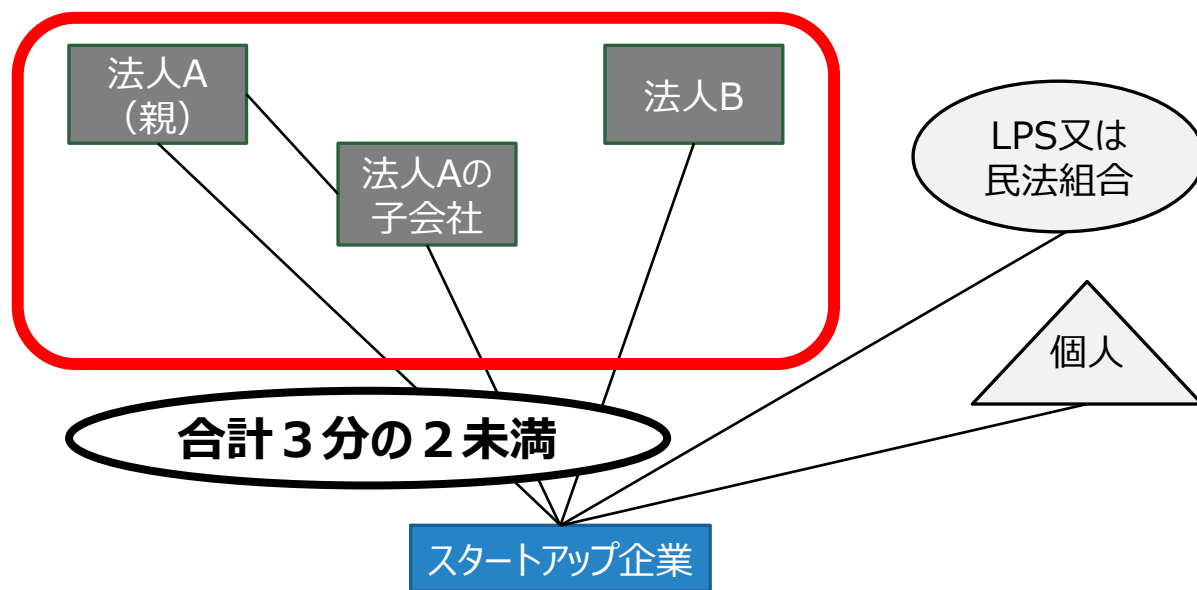 法人A
（親）
法人B
法人Aの
子会社
LPS又は
民法組合
個人
合計３分の２未満
スタートアップ企業